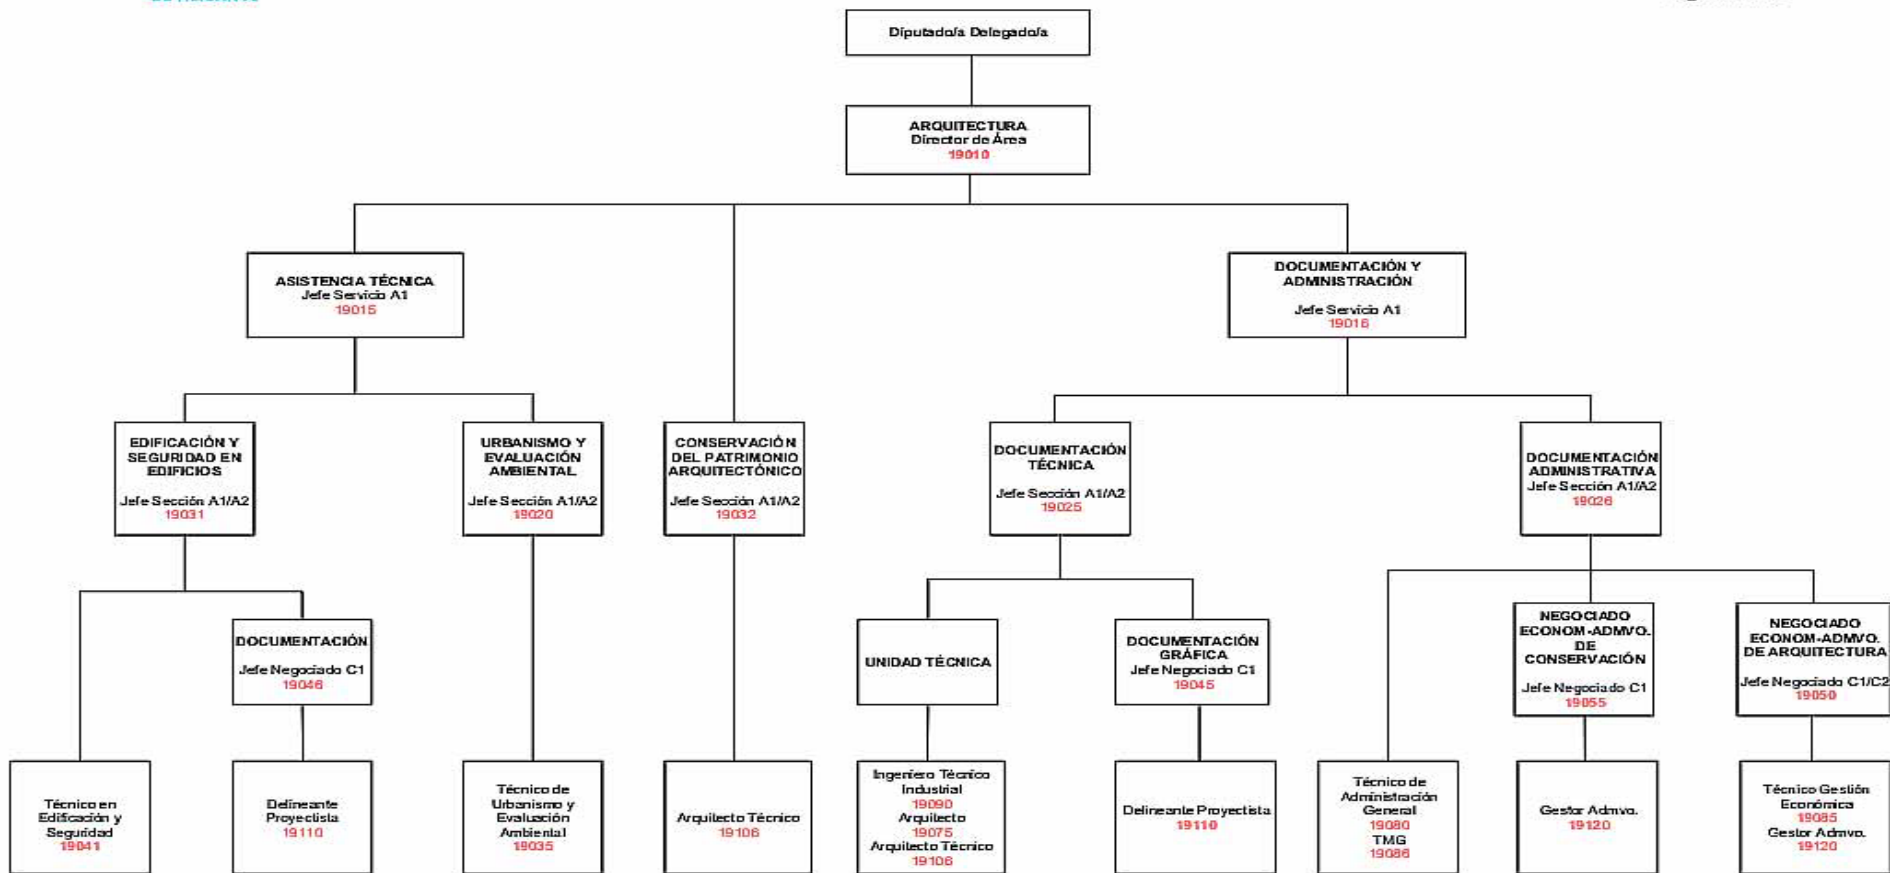 Diputado/a Delegado/a
ARQUITECTURA
Director de Área
19010
ASISTENCIA TÉCNICA
Jefe Servicio A1
19015
DOCUMENTACIÓN Y
ADMINISTRACIÓN
Jefe Servicio A1
19016
EDIFICACIÓN Y
SEGURIDAD EN
EDIFICIOS
Jefe Sección A1/A2
19031
URBANISMO Y
EVALUACIÓN
AMBIENTAL
Jefe Sección A1/A2
19020
CONSERVACIÓN
DEL PATRIMONIO
ARQUITECTÓNICO
Jefe Sección A1/A2
19032
DOCUMENTACIÓN
TÉCNICA
Jefe Sección A1/A2
19025
DOCUMENTACIÓN
ADMINISTRATIVA
Jefe Sección A1/A2
19026
DOCUMENTACIÓN
Jefe Negociado C1
19046
UNIDAD TÉCNICA
DOCUMENTACIÓN
GRÁFICA
Jefe Negociado C1
19045
NEGOCIADO
ECONOM-ADMVO.
DE
CONSERVACIÓN
Jefe Negociado C1
19055
NEGOCIADO
ECONOM-ADMVO.
DE ARQUITECTURA
Jefe Negociado C1/C2
19050
Técnico en
Edificación y
Seguridad
19041
Delineante
Proyectista
19110
Técnico de
Urbanismo y
Evaluación
Ambiental
19035
Arquitecto Técnico
19106
Ingeniero Técnico
Industrial
19090
Arquitecto
19075
Arquitecto Técnico
19106
Delineante Proyectista
19110
Técnico de
Administración
General
19080
TMG
19086
Gestor Admvo.
19120
Técnico Gestión
Económica
19085
Gestor Admvo.
19120